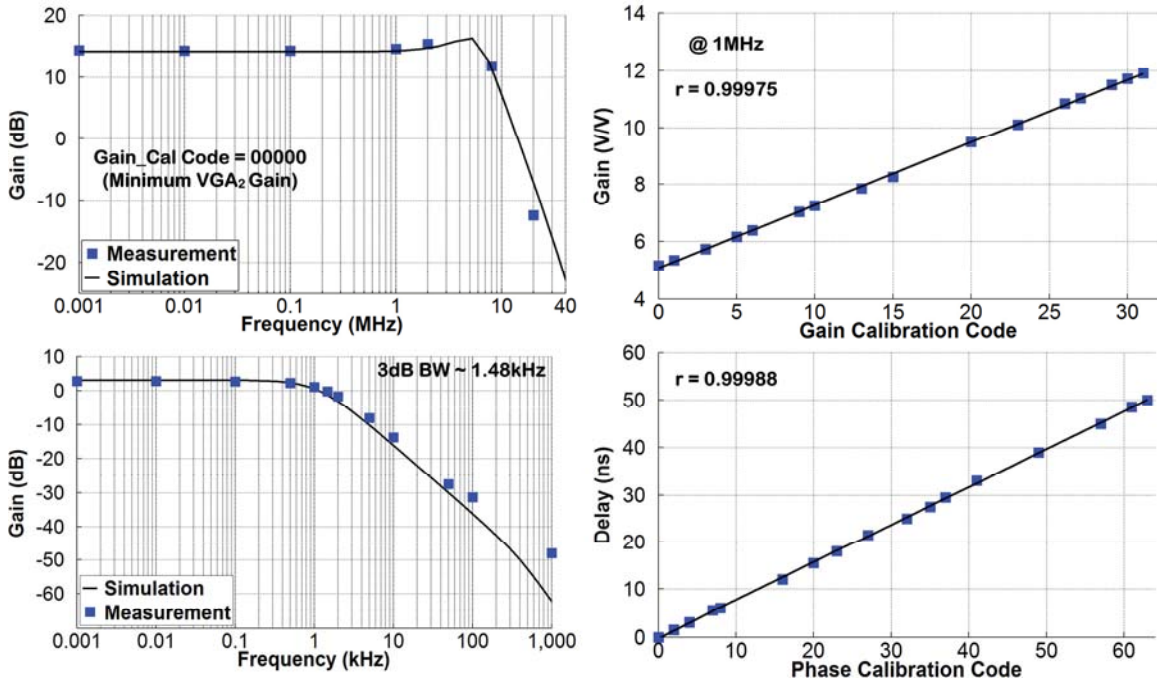 20
10
0
-10
-20
Gain (dB)
Gain_Cal Code = 00000
(Minimum VGA₂ Gain)
Measurement
Simulation
0.001 0.01 0.1 1 10 40
Frequency (MHz)
14
12
10
8
6
4
Gain (V/V)
@ 1MHz
r = 0.99975
0 5 10 15 20 25 30
Gain Calibration Code
10
0
-10
-20
-30
-40
-50
-60
Gain (dB)
3dB BW ~ 1.48kHz
Simulation
Measurement
0.001 0.01 0.1 1 10 100 1,000
Frequency (kHz)
60
50
40
30
20
10
0
Delay (ns)
r = 0.99988
0 10 20 30 40 50 60
Phase Calibration Code